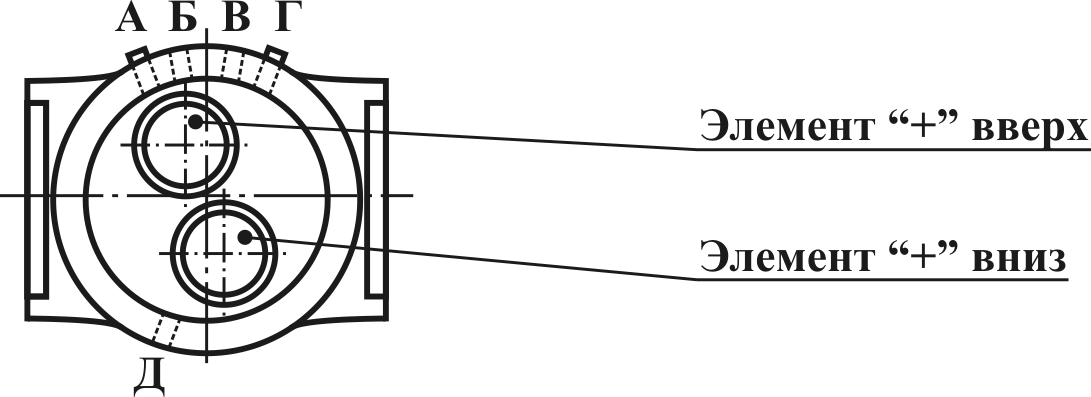 А Б В Г
Элемент “+” вверх
Элемент “+” вниз
Д